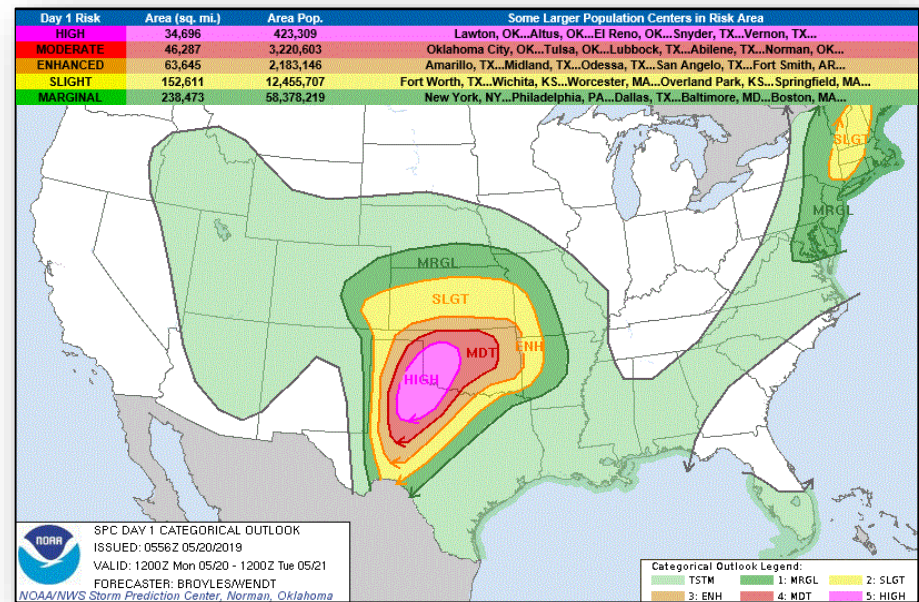 Day 1 Risk Area (sq. mi.) Area Pop. Some Larger Population Centers in Risk Area
HIGH 34,696 423,309 Lawton, OK...Altus, OK...El Reno, OK...Snyder, TX...Vernon, TX...
MODERATE 46,287 3,220,603 Oklahoma City, OK...Tulsa, OK...Lubbock, TX...Abilene, TX...Norman, OK...
ENHANCED 63,645 2,183,146 Amarillo, TX...Midland, TX...Odessa, TX...San Angelo, TX...Fort Smith, AR...
SLIGHT 152,611 12,455,707 Fort Worth, TX...Wichita, KS...Worcester, MA...Overland Park, KS...Springfield, MA...
MARGINAL 238,473 58,378,219 New York, NY...Philadelphia, PA...Dallas, TX...Baltimore, MD...Boston, MA...
SLGT
MRGL
MRGL
SLGT
ENH
MDT
HIGH
NOAA
SPC DAY 1 CATEGORICAL OUTLOOK
ISSUED: 0556Z 05/20/2019
VALID: 1200Z Mon 05/20 - 1200Z Tue 05/21
FORECASTER: BROYLES/WENDT
NOAA/NWS Storm Prediction Center, Norman, Oklahoma
Categorical Outlook Legend:
TSTM 1: MRGL 2: SLGT
3: ENH 4: MDT 5: HIGH